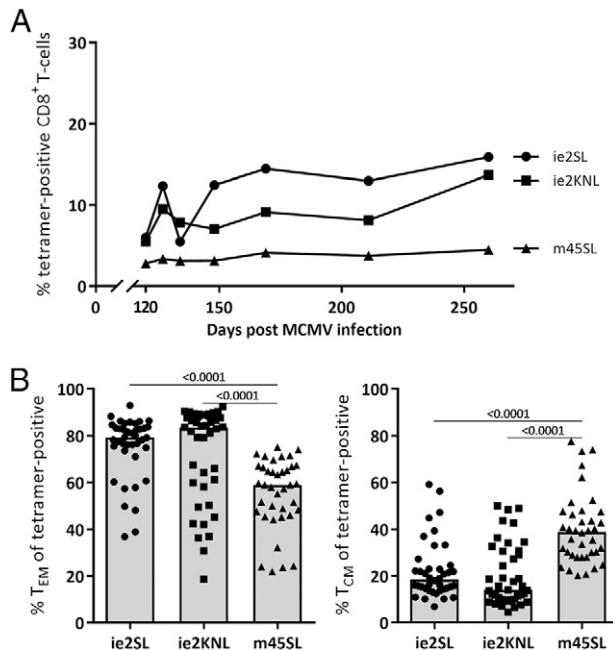 A
% tetramer-positive CD8⁺ T-cells
30
20
10
0
0 120 150 200 250
Days post MCMV infection
ie2SL
ie2KNL
m45SL
B
% T_EM of tetramer-positive
100
80
60
40
20
0
<0.0001
<0.0001
ie2SL ie2KNL m45SL
% T_CM of tetramer-positive
100
80
60
40
20
0
<0.0001
<0.0001
ie2SL ie2KNL m45SL